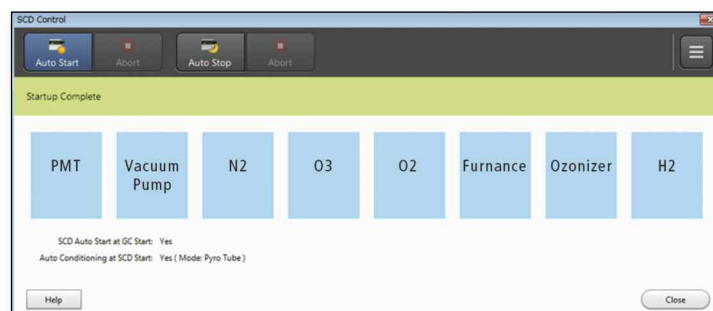 SCD Control
Auto Start
Abort
Auto Stop
Abort
Startup Complete
PMT
Vacuum
Pump
N2
O3
O2
Furnance
Ozonizer
H2
SCD Auto Start at GC Start: Yes
Auto Conditioning at SCD Start: Yes ( Mode: Pyro Tube )
Help
Close